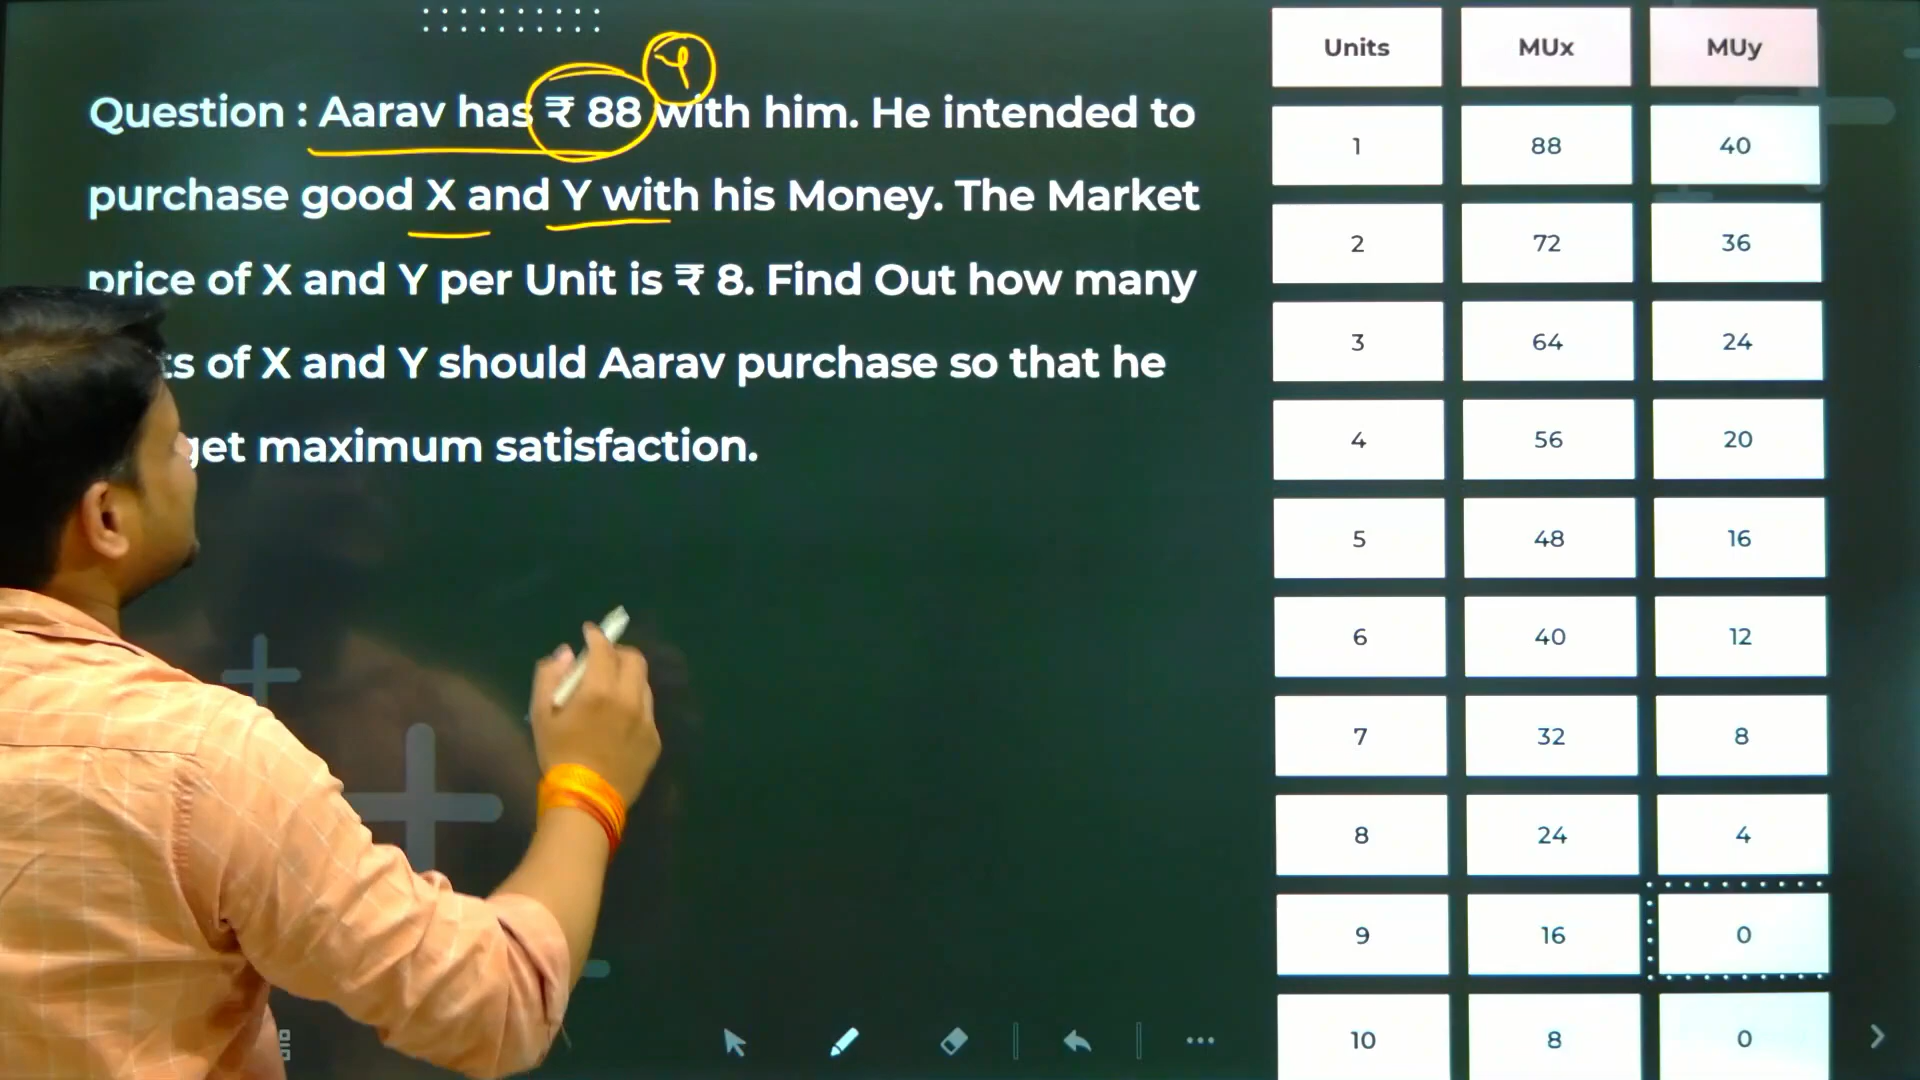 Question : Aarav has ₹ 88 with him. He intended to
purchase good X and Y with his Money. The Market
price of X and Y per Unit is ₹ 8. Find Out how many
of X and Y should Aarav purchase so that he
get maximum satisfaction.
Units MUx MUy
1 88 40
2 72 36
3 64 24
4 56 20
5 48 16
6 40 12
7 32 8
8 24 4
9 16 0
10 8 0